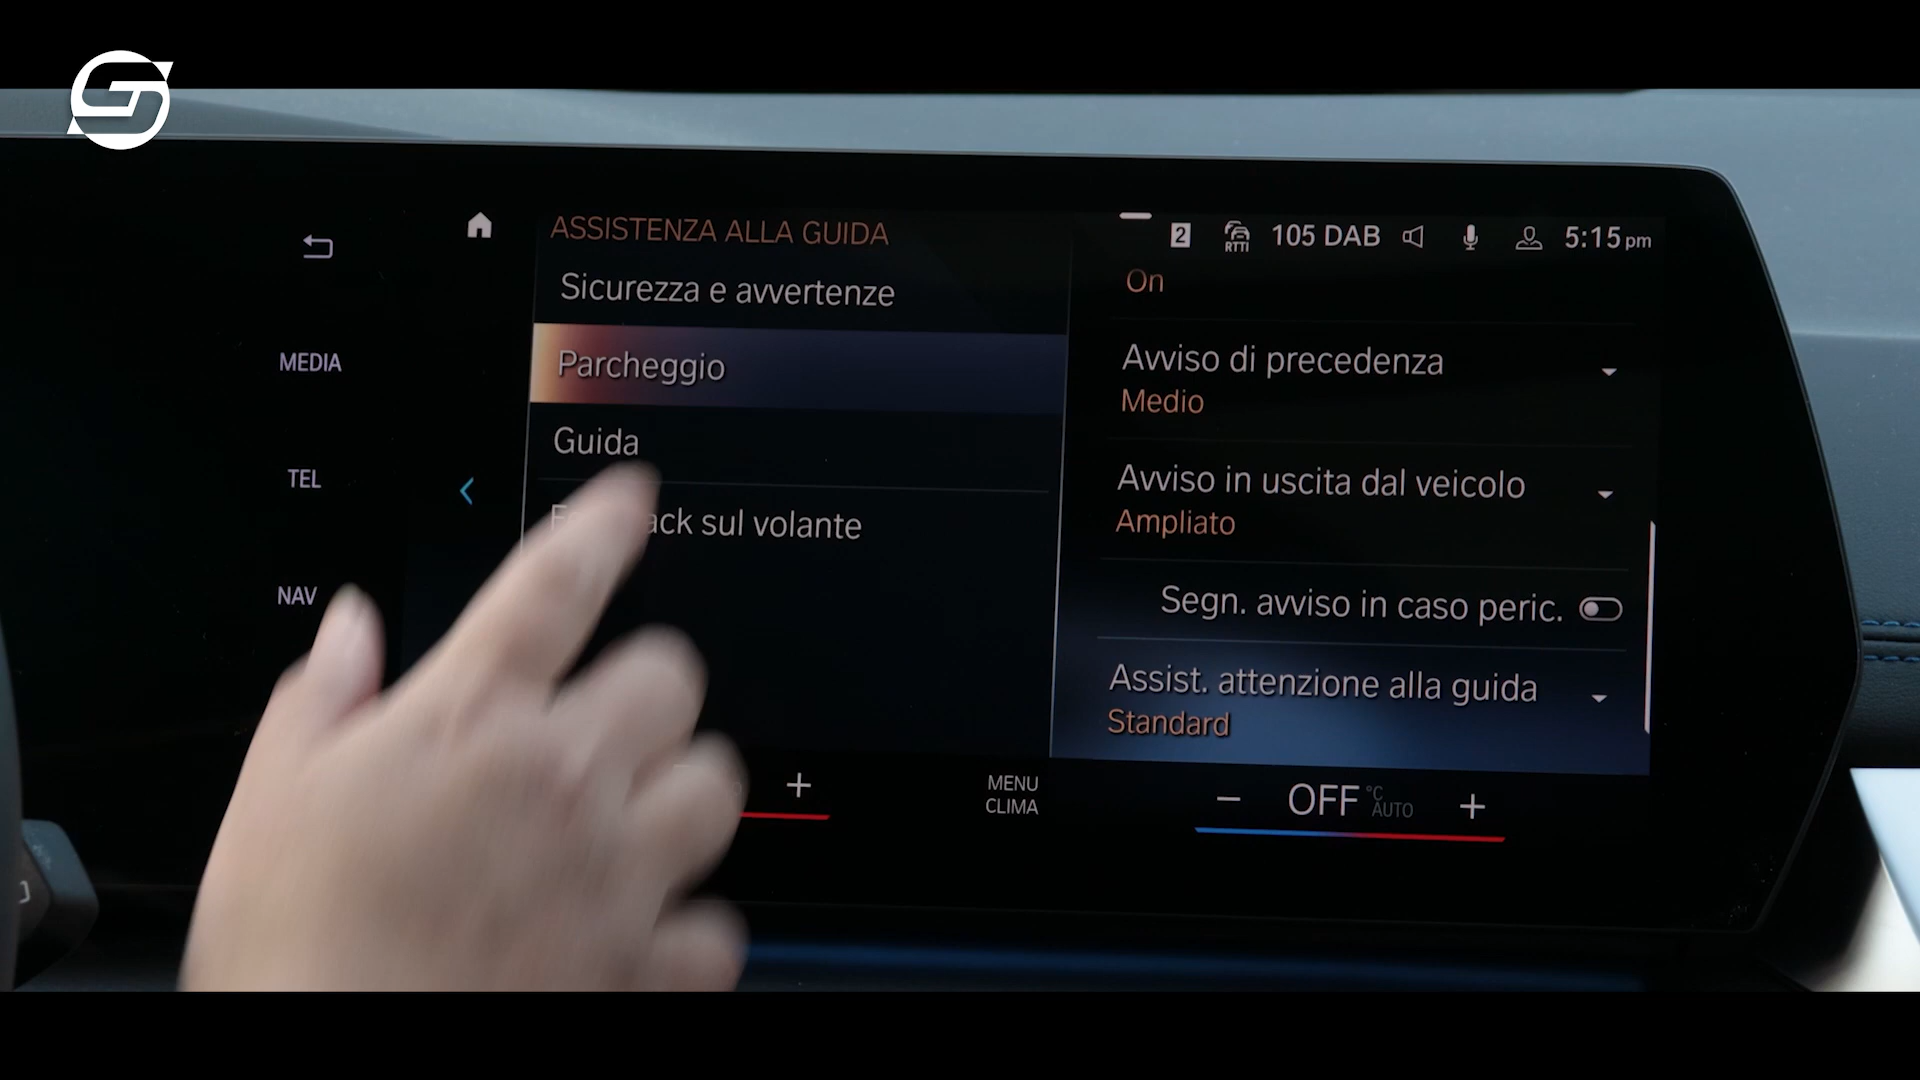 ASSISTENZA ALLA GUIDA
2
RTTI
105 DAB
5:15 pm
Sicurezza e avvertenze
Parcheggio
Guida
sul volante
MEDIA
TEL
NAV
On
Avviso di precedenza
Medio
Avviso in uscita dal veicolo
Ampliato
Segn. avviso in caso peric.
Assist. attenzione alla guida
Standard
+
MENU
CLIMA
− OFF °C AUTO +